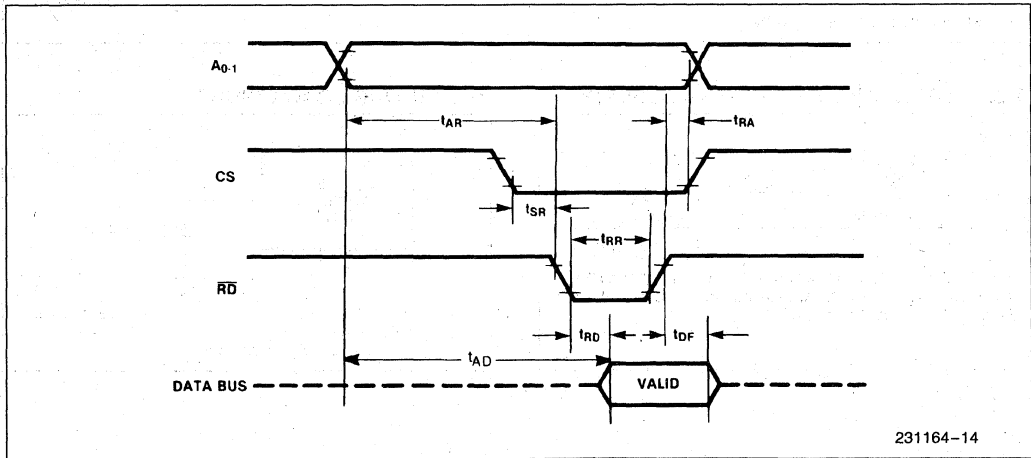 A0-1
tAR
tRA
CS
tSR
tRR
RD
tRD
tDF
tAD
DATA BUS
VALID
231164-14